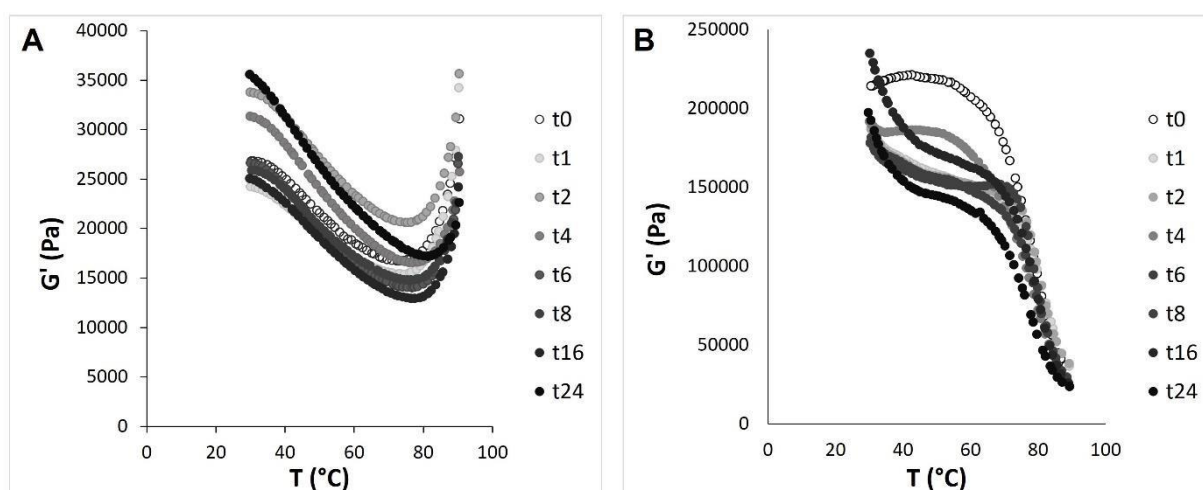 A
40000
35000
30000
25000
20000
15000
10000
5000
0
0 20 40 60 80 100
G' (Pa)
T (°C)
t0
t1
t2
t4
t6
t8
t16
t24
B
250000
200000
150000
100000
50000
0
0 20 40 60 80 100
G' (Pa)
T (°C)
t0
t1
t2
t4
t6
t8
t16
t24